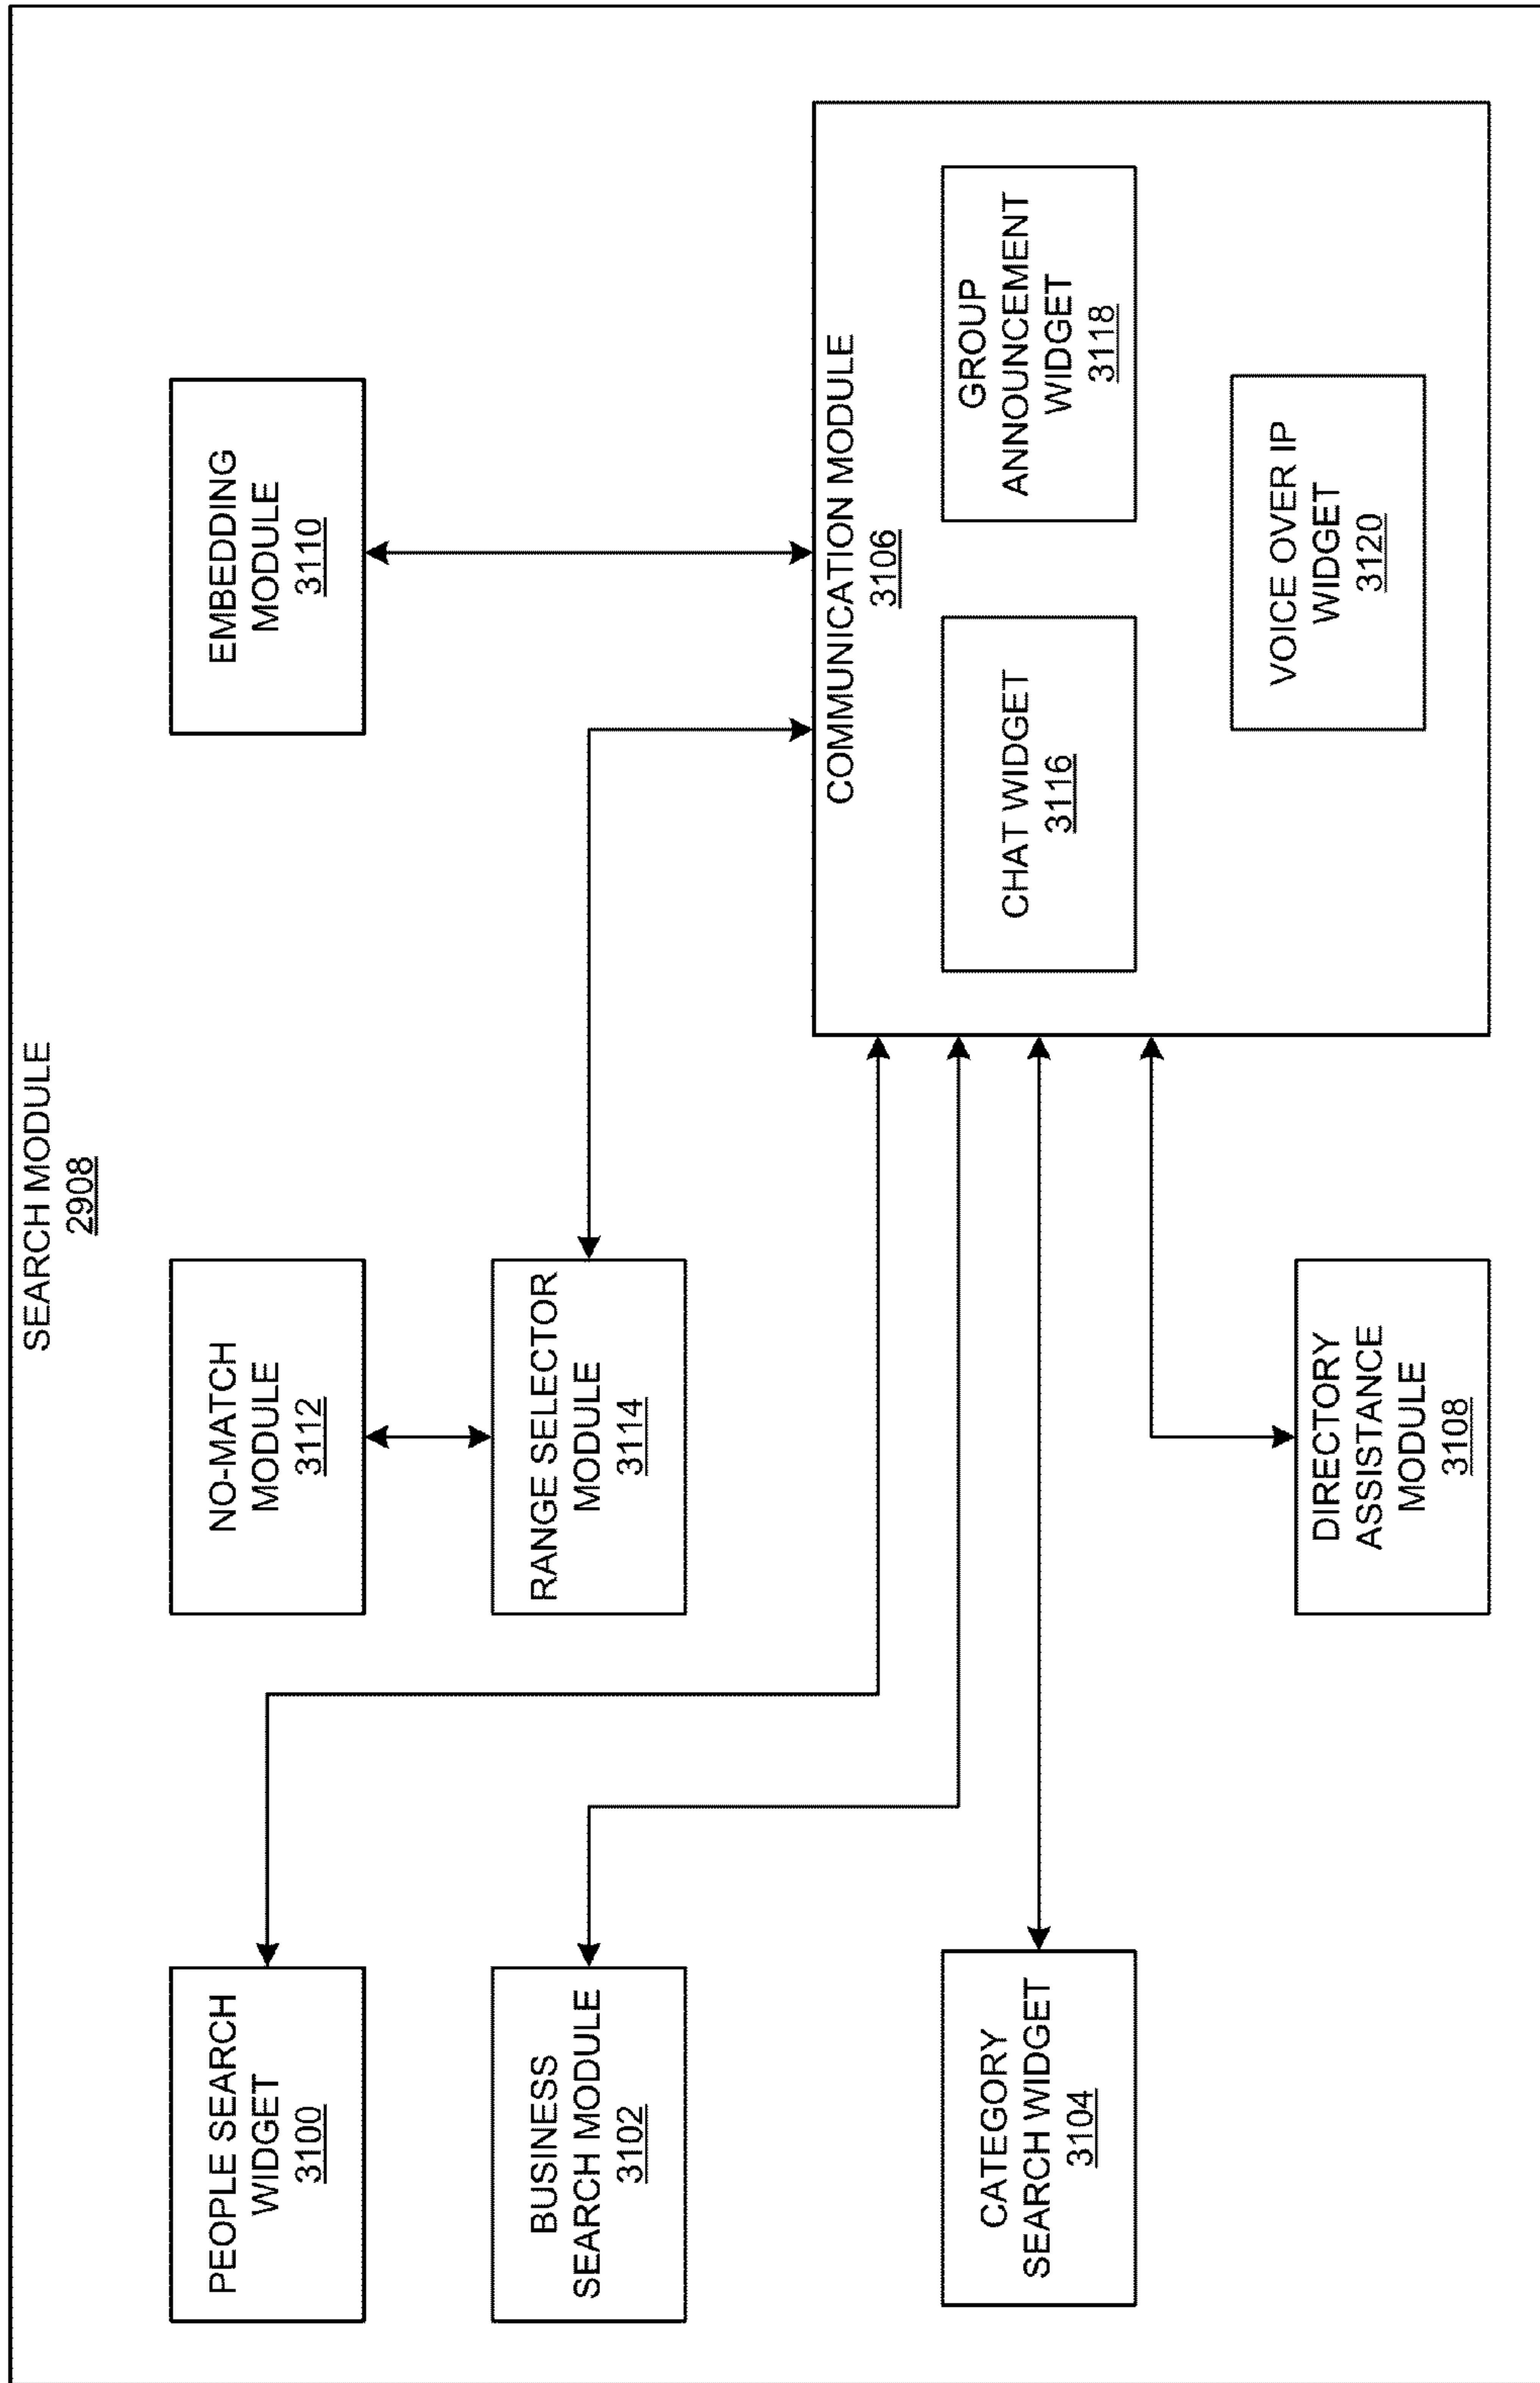 SEARCH MODULE
2908
PEOPLE SEARCH
WIDGET
3100
NO-MATCH
MODULE
3112
EMBEDDING
MODULE
3110
BUSINESS
SEARCH MODULE
3102
RANGE SELECTOR
MODULE
3114
COMMUNICATION MODULE
3106
CATEGORY
SEARCH WIDGET
3104
CHAT WIDGET
3116
GROUP
ANNOUNCEMENT
WIDGET
3118
DIRECTORY
ASSISTANCE
MODULE
3108
VOICE OVER IP
WIDGET
3120